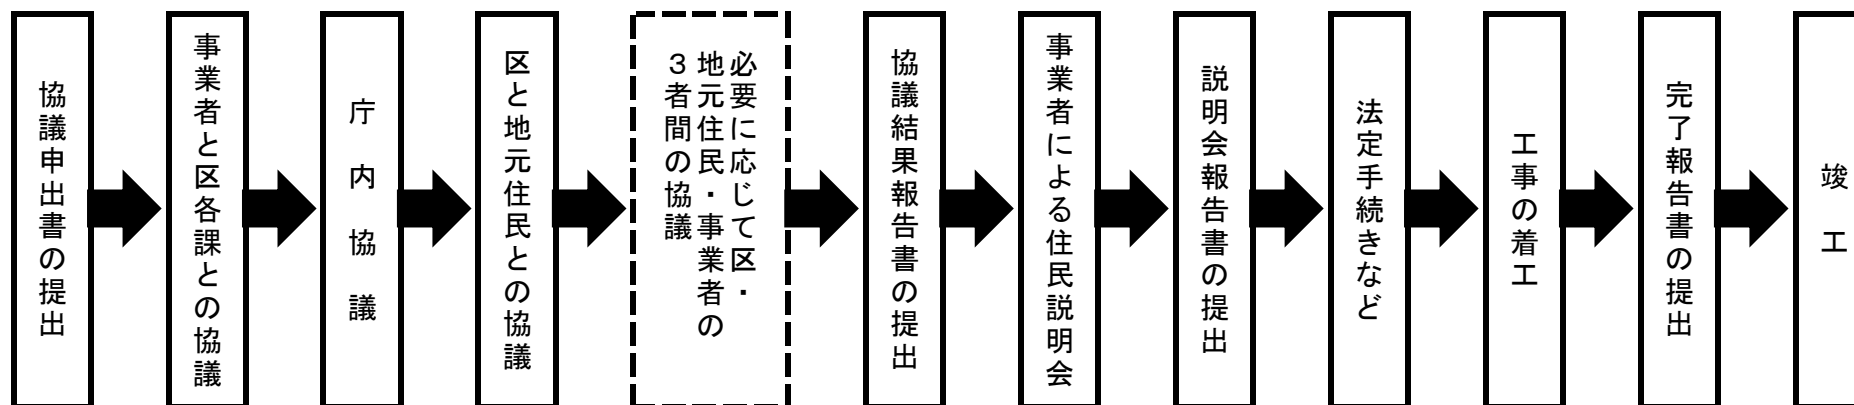 協議申出書の提出
事業者と区各課との協議
庁内協議
区と地元住民との協議
必要に応じて区・
地元住民・事業者の
３者間の協議
協議結果報告書の提出
事業者による住民説明会
説明会報告書の提出
法定手続きなど
工事の着工
完了報告書の提出
竣工